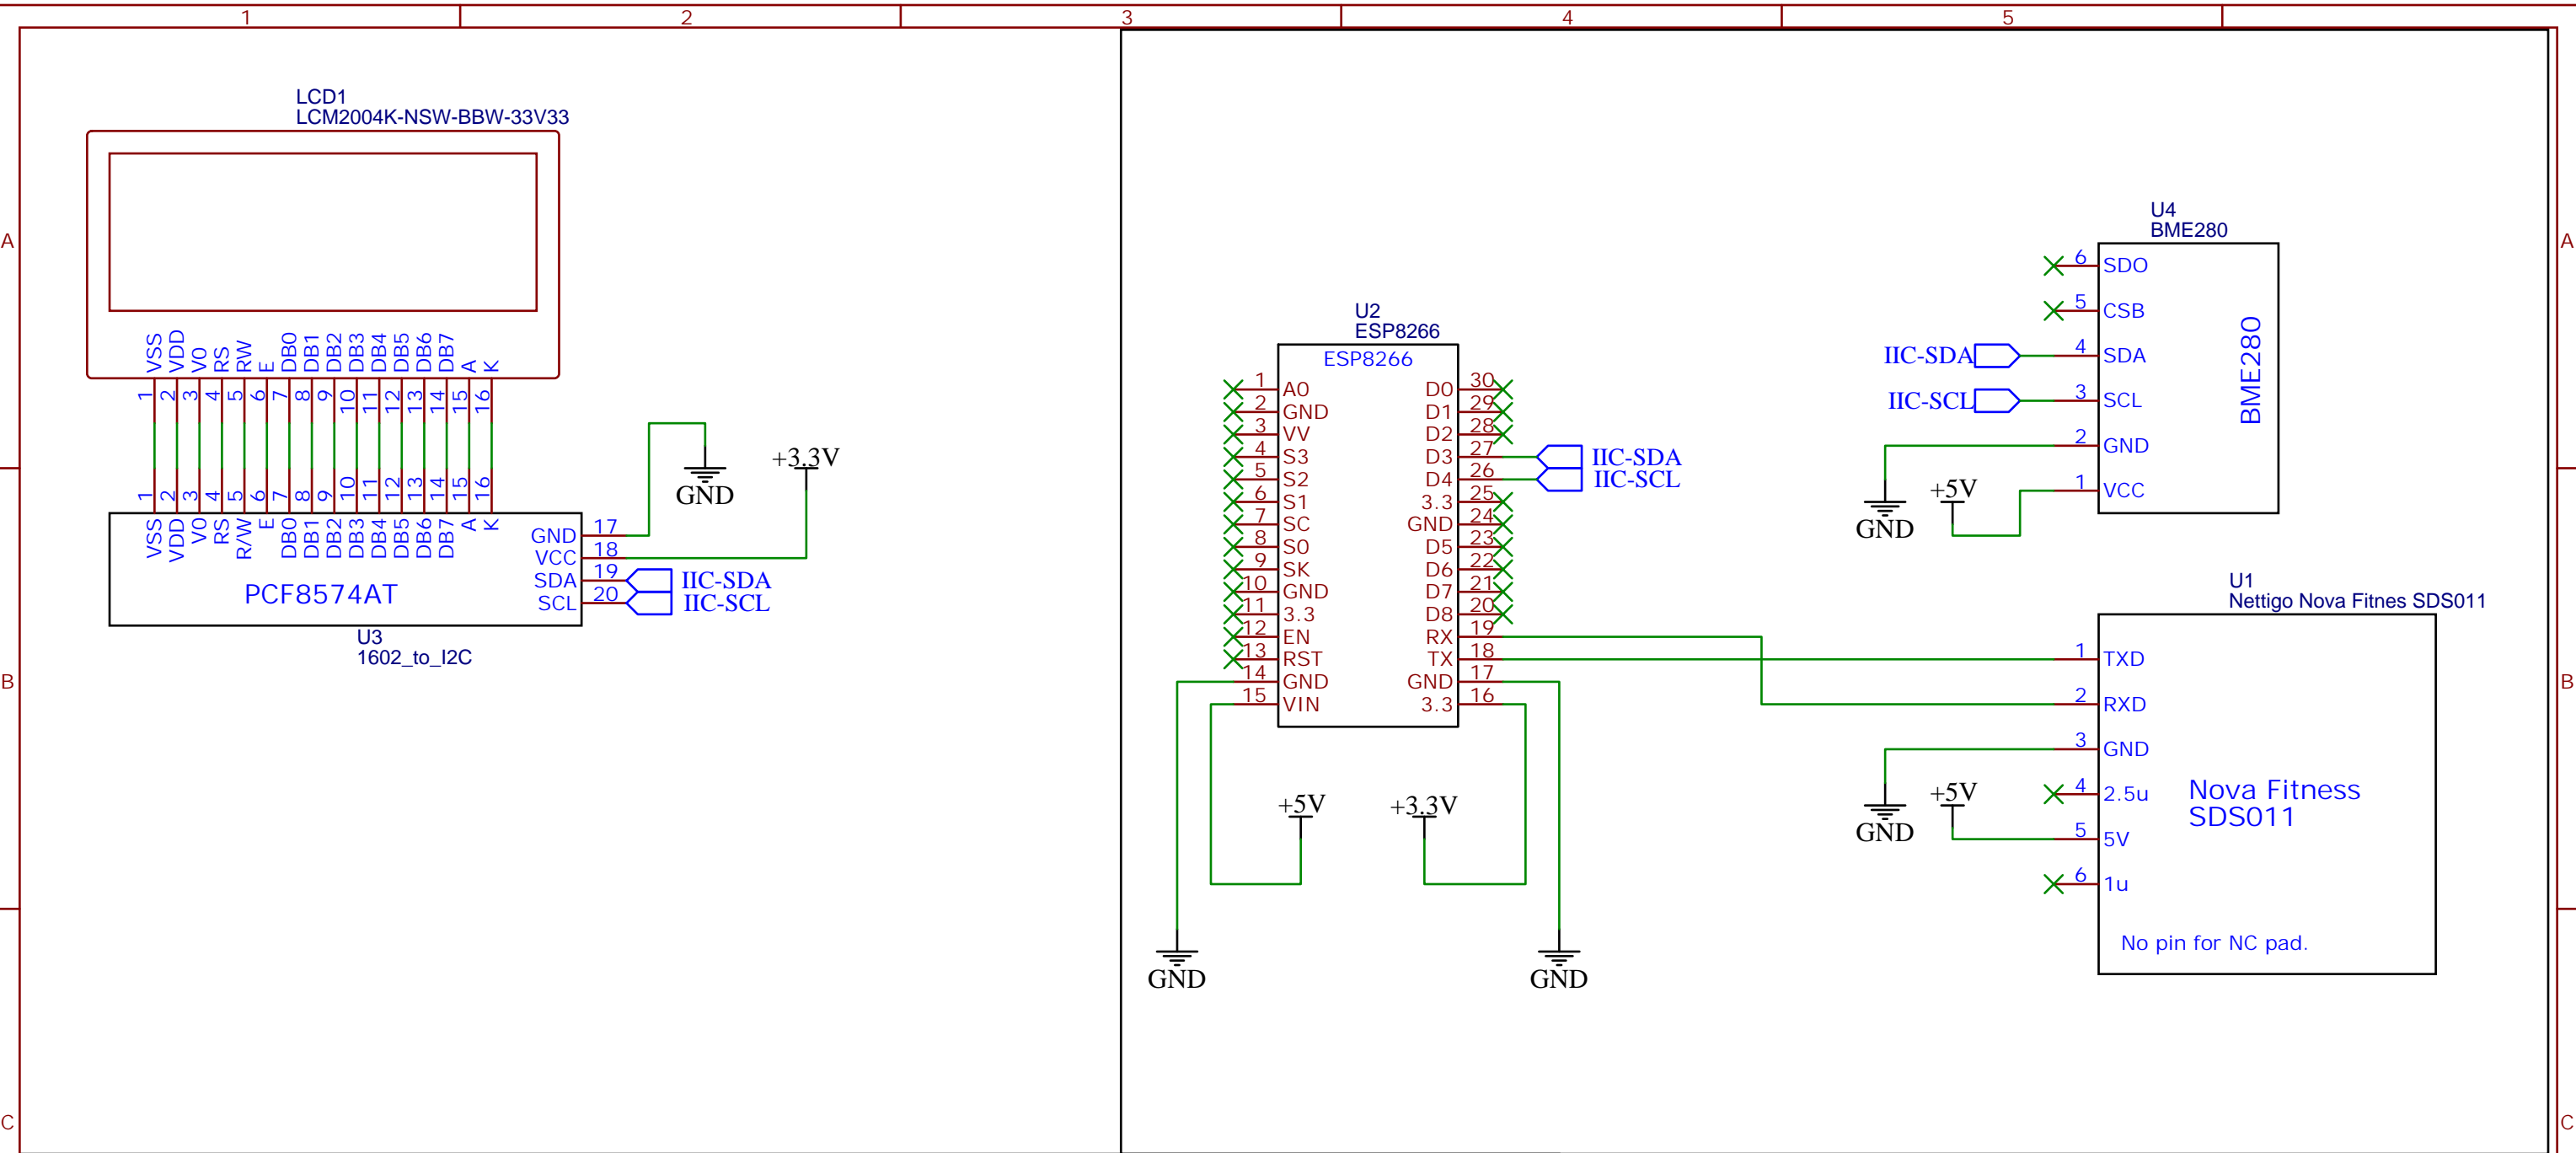 1 2 3 4 5
A A
B B
C C
LCD1
LCM2004K-NSW-BBW-33V33
VSS VDD V0 RS RW E DB0 DB1 DB2 DB3 DB4 DB5 DB6 DB7 A K
1 2 3 4 5 6 7 8 9 10 11 12 13 14 15 16
1 2 3 4 5 6 7 8 9 10 11 12 13 14 15 16
VSS VDD V0 RS R/W E DB0 DB1 DB2 DB3 DB4 DB5 DB6 DB7 A K
GND 17
VCC 18
SDA 19 IIC-SDA
SCL 20 IIC-SCL
PCF8574AT
U3
1602_to_I2C
GND
+3.3V
U2
ESP8266
ESP8266
1 A0 D0 30
2 GND D1 29
3 VV D2 28
4 S3 D3 27 IIC-SDA
5 S2 D4 26 IIC-SCL
6 S1 3.3 25
7 SC GND 24
8 S0 D5 23
9 SK D6 22
10 GND D7 21
11 3.3 D8 20
12 EN RX 19
13 RST TX 18
14 GND GND 17
15 VIN 3.3 16
+5V +3.3V
GND GND
U4
BME280
6 SDO
5 CSB
IIC-SDA 4 SDA
IIC-SCL 3 SCL
2 GND
1 VCC
BME280
+5V
GND
U1
Nettigo Nova Fitnes SDS011
1 TXD
2 RXD
3 GND
4 2.5u
5 5V
6 1u
+5V
GND
Nova Fitness
SDS011
No pin for NC pad.